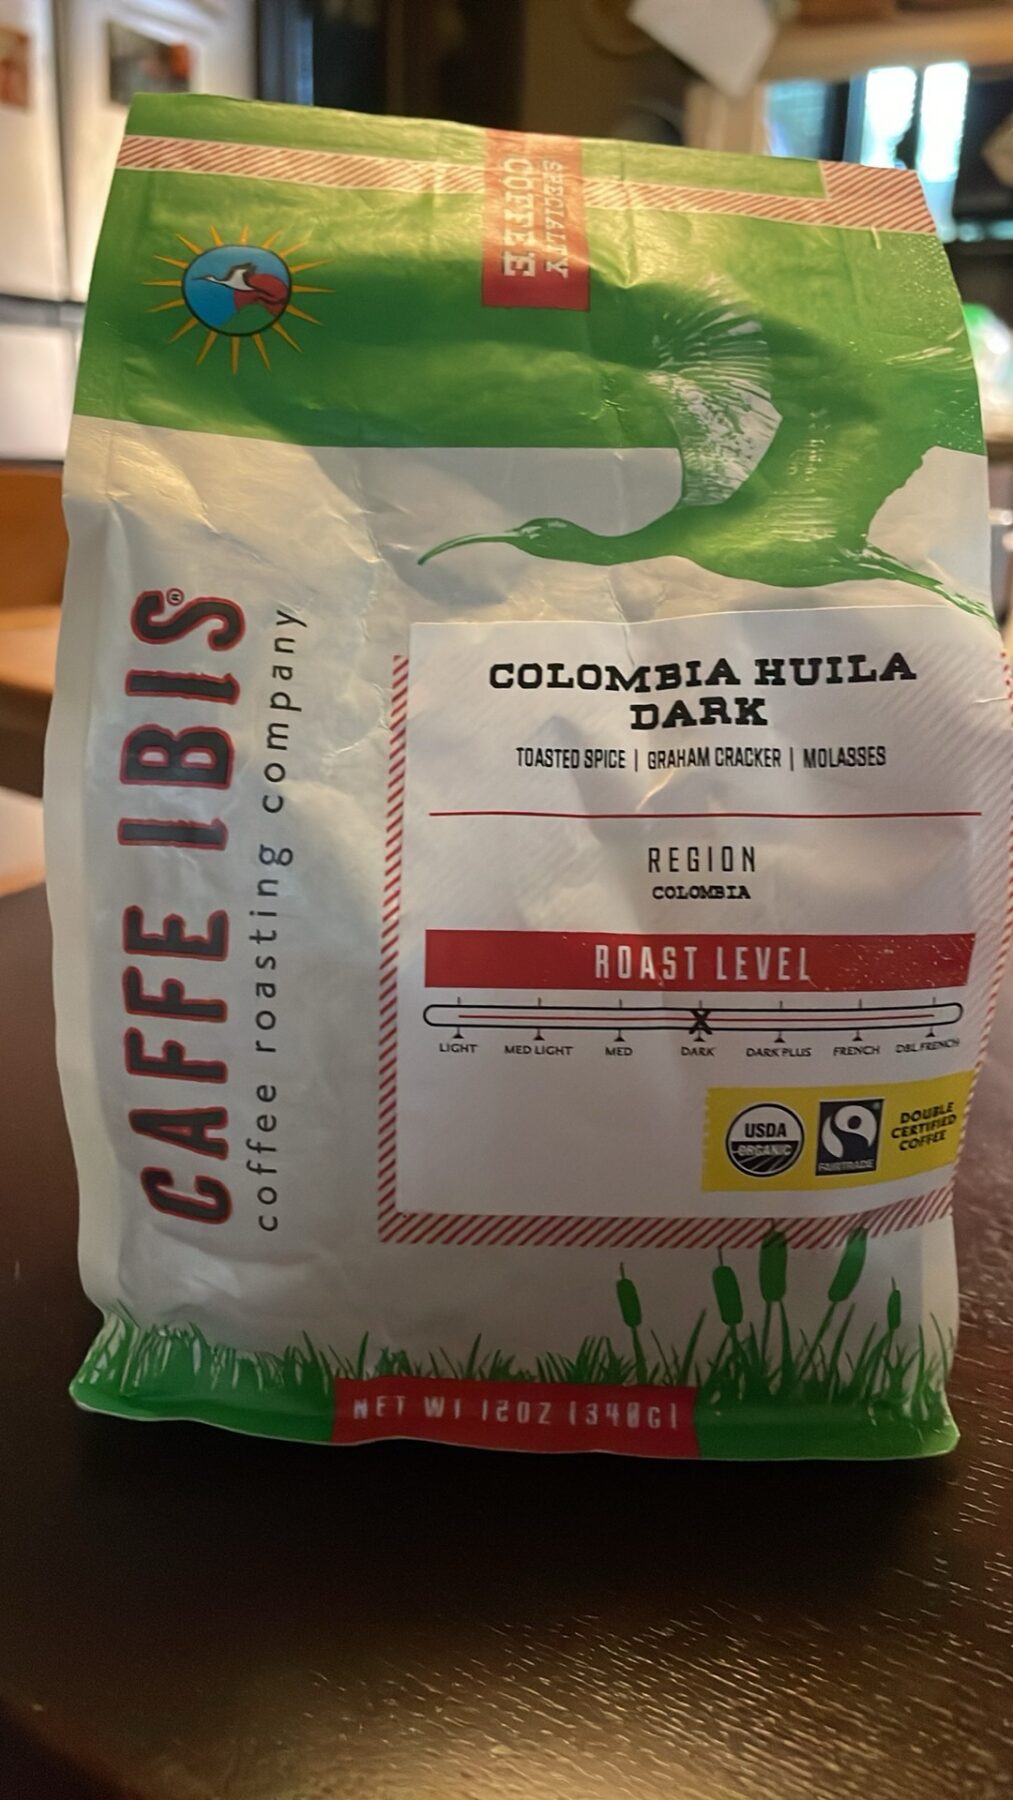 SPECIALTY
COFFEE
CAFFE IBIS®
coffee roasting company
COLOMBIA HUILA
DARK
TOASTED SPICE | GRAHAM CRACKER | MOLASSES
REGION
COLOMBIA
ROAST LEVEL
X
LIGHT MED LIGHT MED DARK DARK PLUS FRENCH DBL FRENCH
USDA
ORGANIC
FAIRTRADE
DOUBLE
CERTIFIED
COFFEE
NET WT 12OZ (340G)